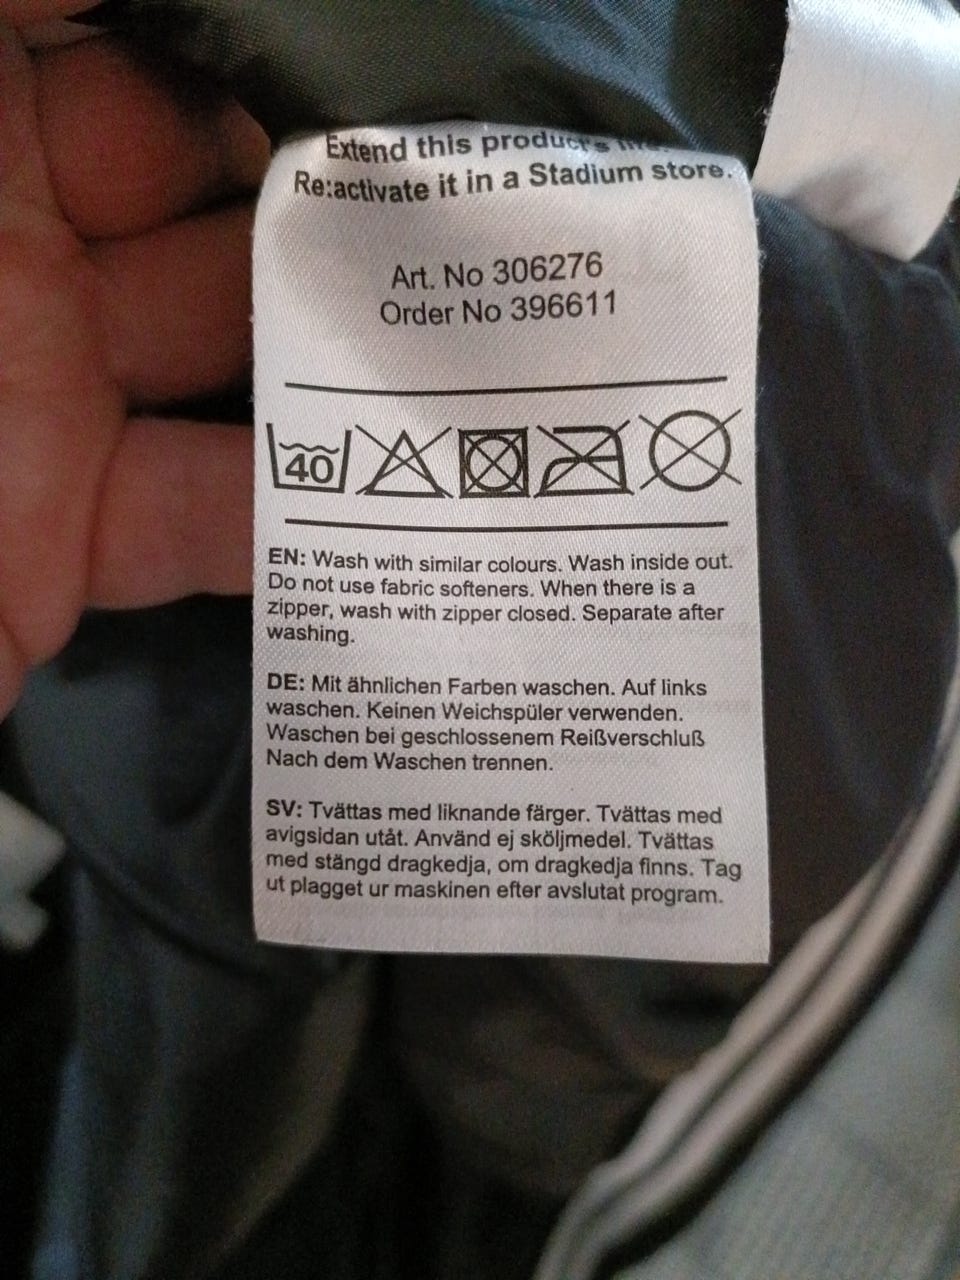 Extend this product's life.
Re:activate it in a Stadium store.
Art. No 306276
Order No 396611
40
EN: Wash with similar colours. Wash inside out.
Do not use fabric softeners. When there is a
zipper, wash with zipper closed. Separate after
washing.
DE: Mit ähnlichen Farben waschen. Auf links
waschen. Keinen Weichspüler verwenden.
Waschen bei geschlossenem Reißverschluß
Nach dem Waschen trennen.
SV: Tvättas med liknande färger. Tvättas med
avigsidan utåt. Använd ej sköljmedel. Tvättas
med stängd dragkedja, om dragkedja finns. Tag
ut plagget ur maskinen efter avslutat program.